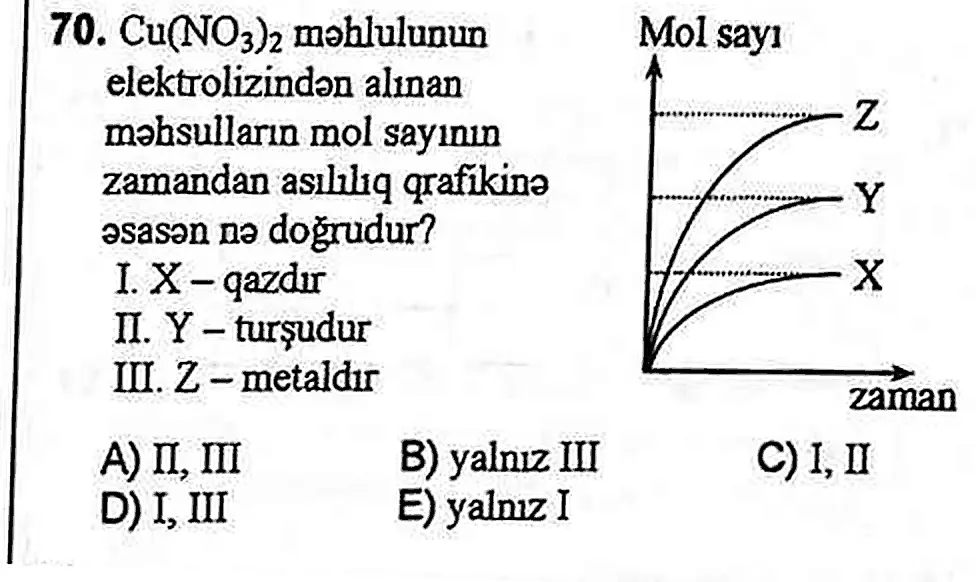 70. Cu(NO₃)₂ məhlulunun
elektrolizindən alınan
məhsulların mol sayının
zamandan asılılıq qrafikinə
əsasən nə doğrudur?
I. X – qazdır
II. Y – turşudur
III. Z – metaldır
Mol sayı
Z
Y
X
zaman
A) II, III B) yalnız III C) I, II
D) I, III E) yalnız I